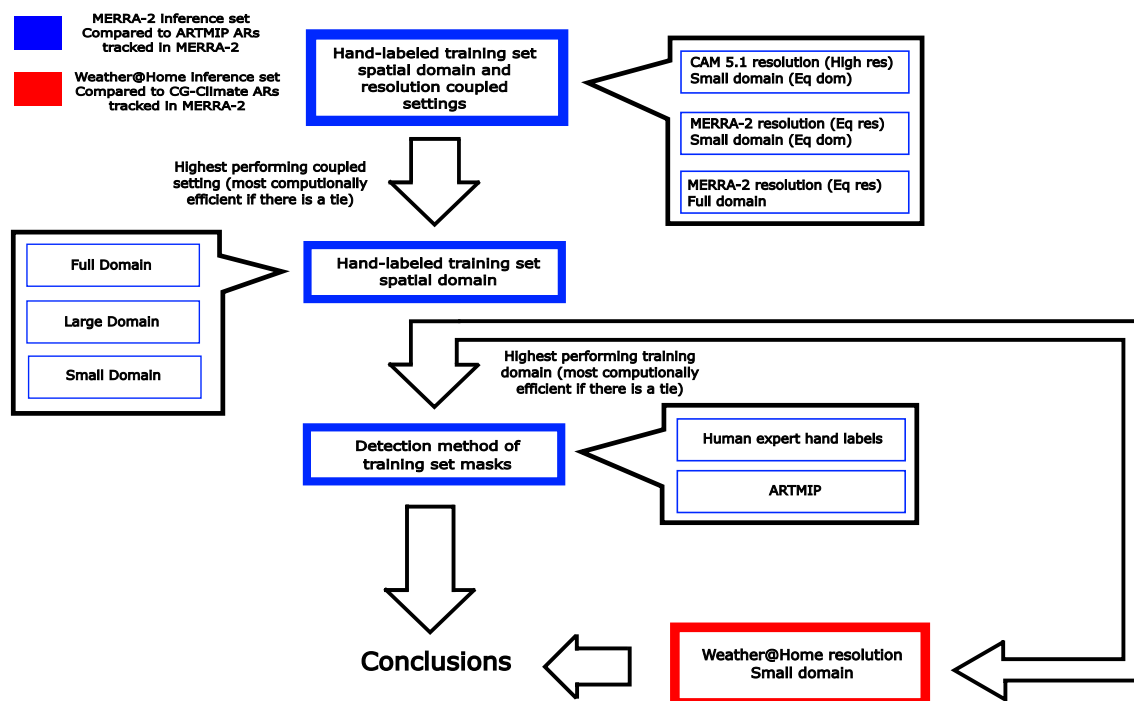 MERRA-2 inference set
Compared to ARTMIP ARs
tracked in MERRA-2
Weather@Home inference set
Compared to CG-Climate ARs
tracked in MERRA-2
Hand-labeled training set
spatial domain and
resolution coupled
settings
CAM 5.1 resolution (High res)
Small domain (Eq dom)
MERRA-2 resolution (Eq res)
Small domain (Eq dom)
MERRA-2 resolution (Eq res)
Full domain
Highest performing coupled
setting (most computionally
efficient if there is a tie)
Full Domain
Large Domain
Small Domain
Hand-labeled training set
spatial domain
Highest performing training
domain (most computionally
efficient if there is a tie)
Detection method of
training set masks
Human expert hand labels
ARTMIP
Conclusions
Weather@Home resolution
Small domain